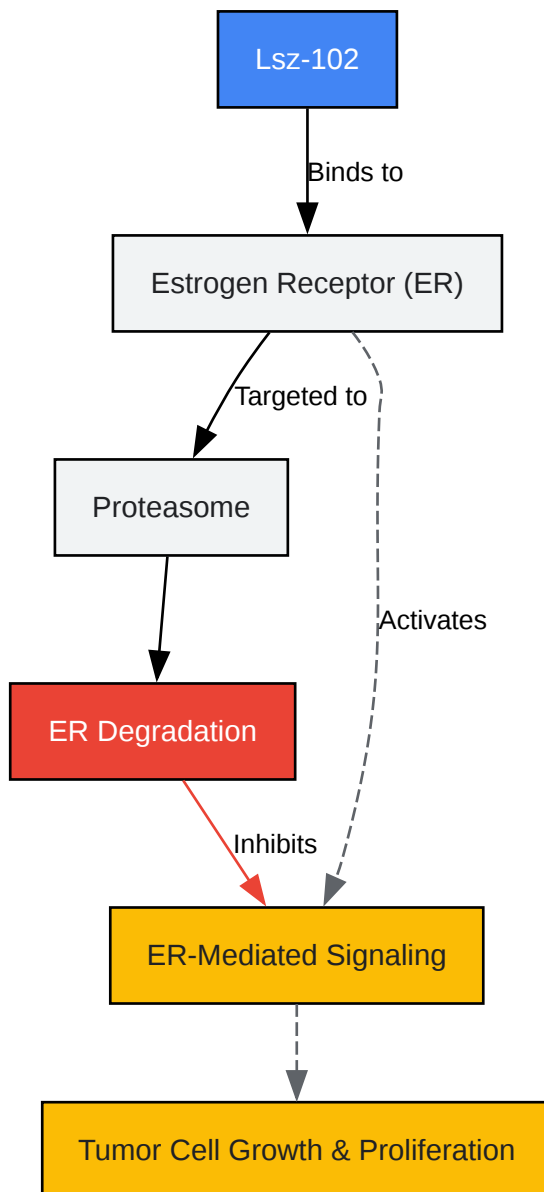 Lsz-102
Binds to
Estrogen Receptor (ER)
Targeted to
Proteasome
Activates
ER Degradation
Inhibits
ER-Mediated Signaling
Tumor Cell Growth & Proliferation